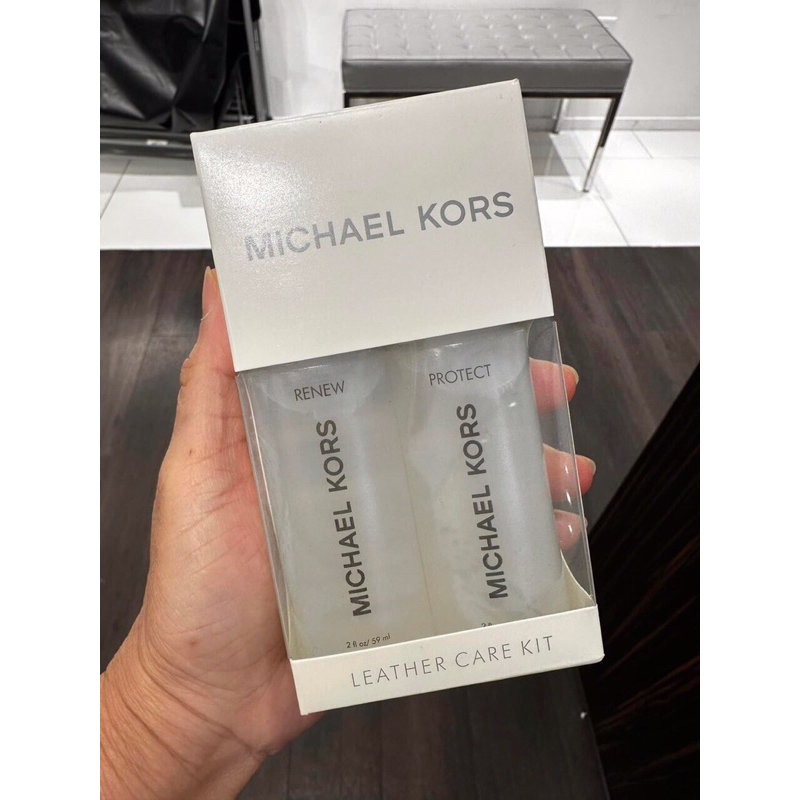 MICHAEL KORS
RENEW
MICHAEL KORS
2 fl oz/ 59 ml
PROTECT
MICHAEL KORS
LEATHER CARE KIT